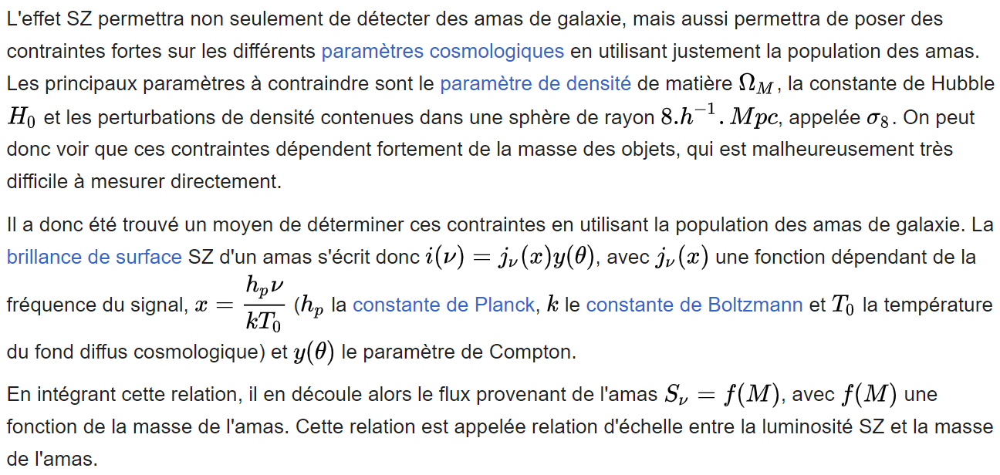 L'effet SZ permettra non seulement de détecter des amas de galaxie, mais aussi permettra de poser des
contraintes fortes sur les différents paramètres cosmologiques en utilisant justement la population des amas.
Les principaux paramètres à contraindre sont le paramètre de densité de matière $\Omega_M$, la constante de Hubble
$H_0$ et les perturbations de densité contenues dans une sphère de rayon $8.h^{-1}.Mpc$, appelée $\sigma_8$. On peut
donc voir que ces contraintes dépendent fortement de la masse des objets, qui est malheureusement très
difficile à mesurer directement.
Il a donc été trouvé un moyen de déterminer ces contraintes en utilisant la population des amas de galaxie. La
brillance de surface SZ d'un amas s'écrit donc $i(\nu) = j_\nu(x)y(\theta)$, avec $j_\nu(x)$ une fonction dépendant de la
fréquence du signal, $x = \dfrac{h_p\nu}{kT_0}$ ($h_p$ la constante de Planck, $k$ le constante de Boltzmann et $T_0$ la température
du fond diffus cosmologique) et $y(\theta)$ le paramètre de Compton.
En intégrant cette relation, il en découle alors le flux provenant de l'amas $S_\nu = f(M)$, avec $f(M)$ une
fonction de la masse de l'amas. Cette relation est appelée relation d'échelle entre la luminosité SZ et la masse
de l'amas.